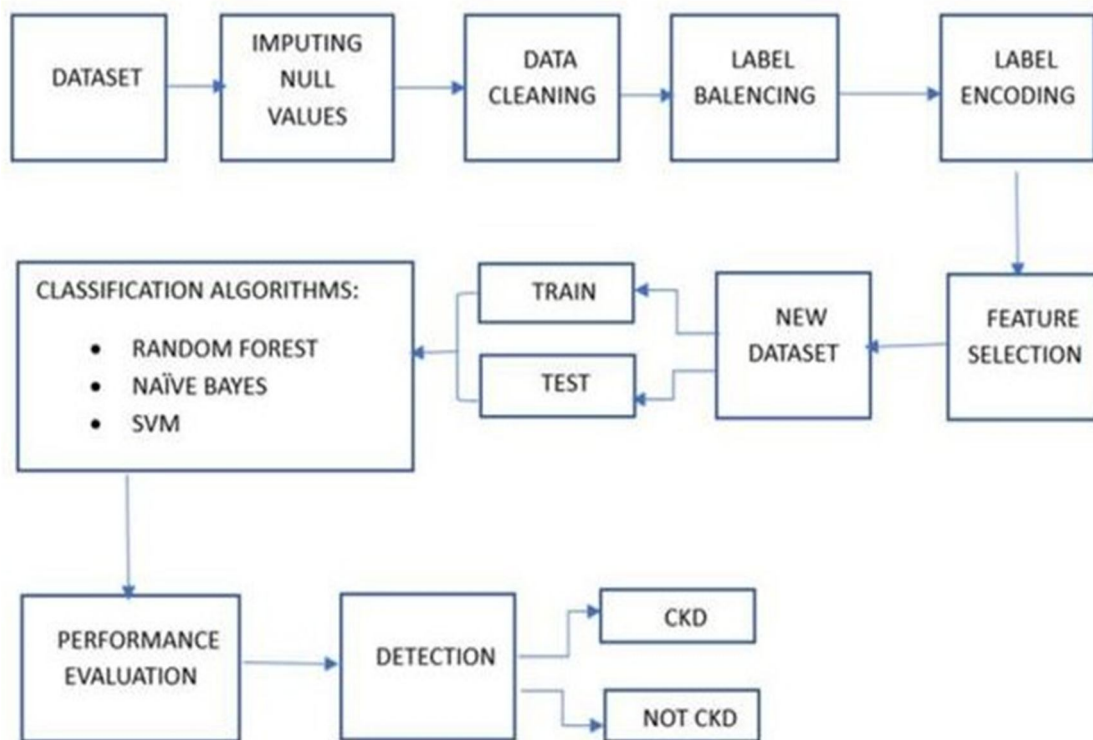 DATASET
IMPUTING
NULL
VALUES
DATA
CLEANING
LABEL
BALENCING
LABEL
ENCODING
FEATURE
SELECTION
NEW
DATASET
TRAIN
TEST
CLASSIFICATION ALGORITHMS:
• RANDOM FOREST
• NAÏVE BAYES
• SVM
PERFORMANCE
EVALUATION
DETECTION
CKD
NOT CKD